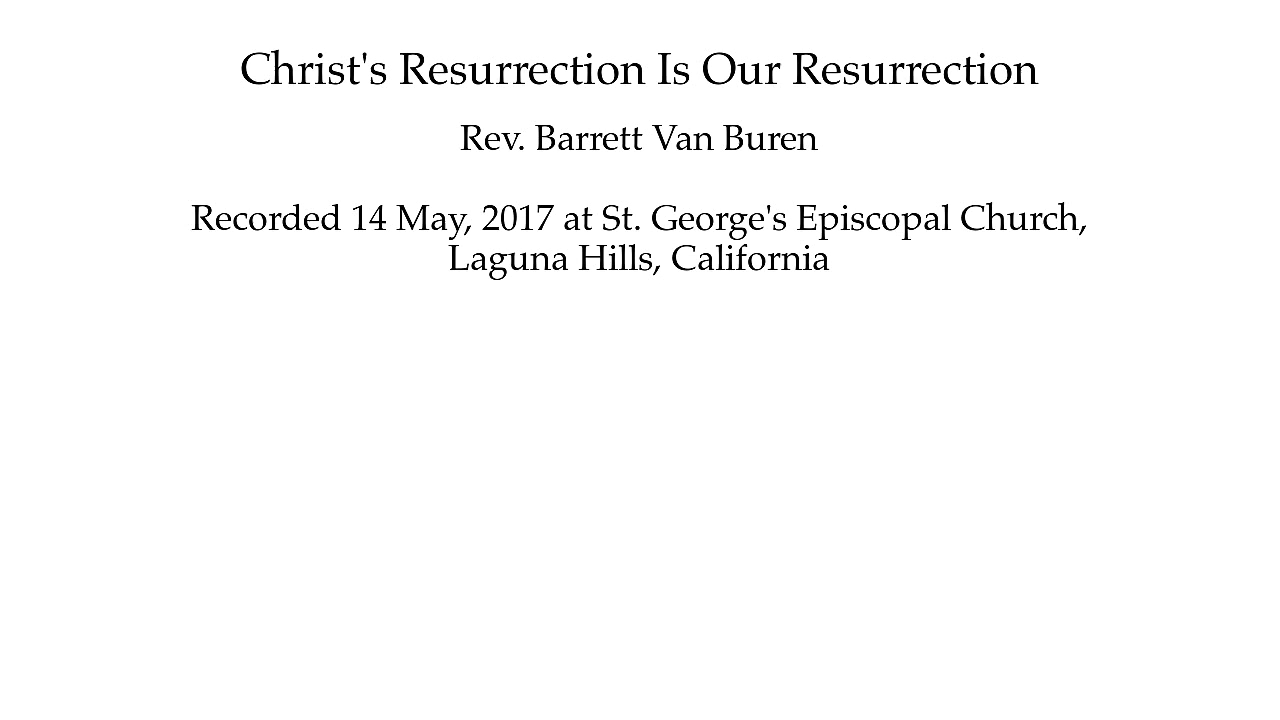 Christ's Resurrection Is Our Resurrection
Rev. Barrett Van Buren
Recorded 14 May, 2017 at St. George's Episcopal Church,
Laguna Hills, California